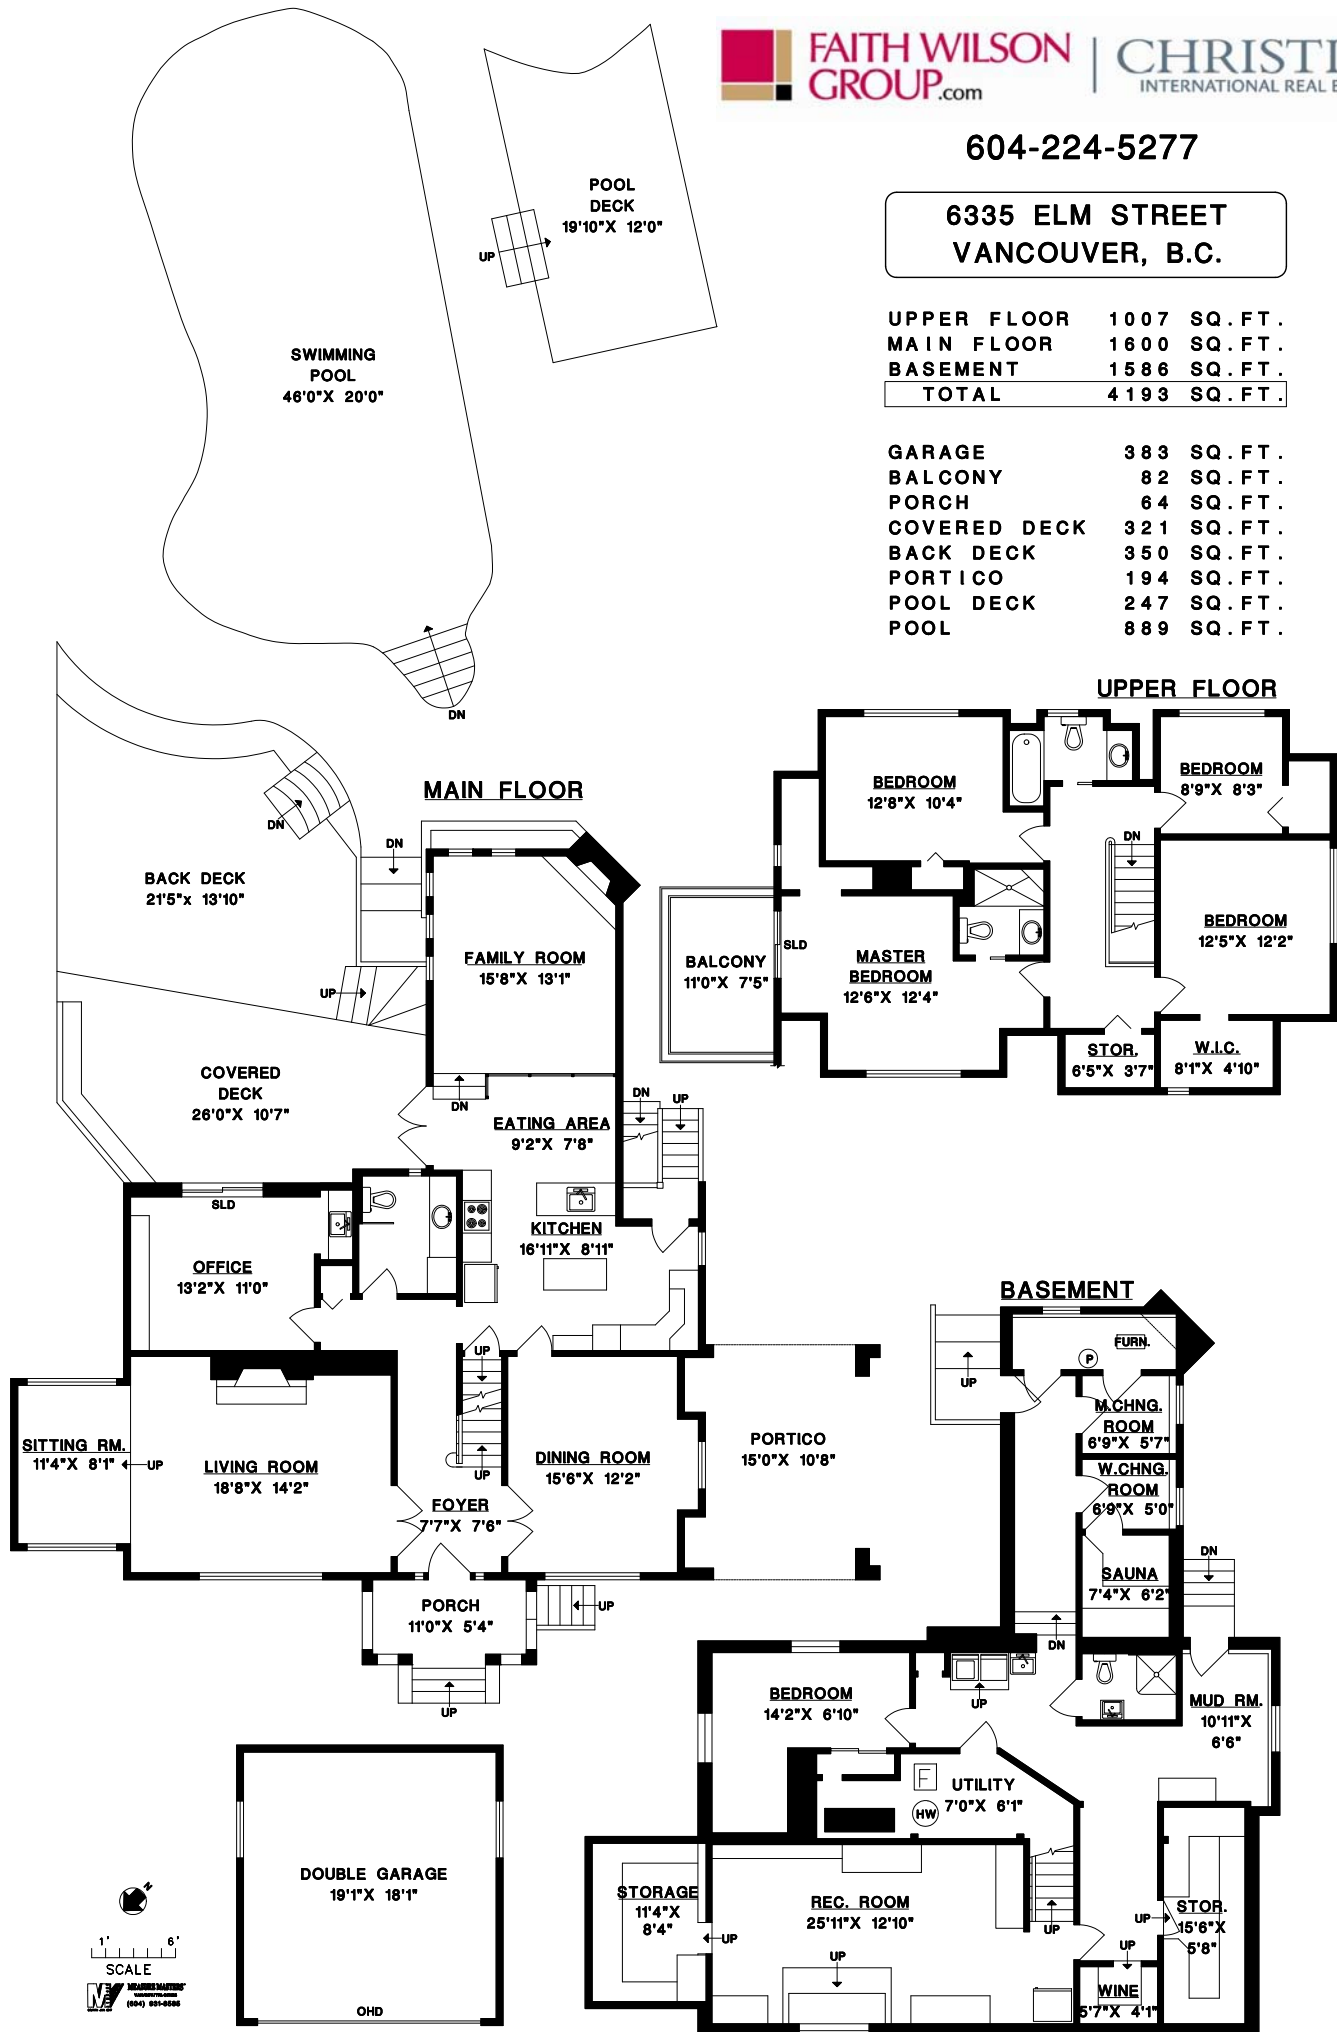 FAITH WILSON
GROUP.com
CHRISTI
INTERNATIONAL REAL E
604-224-5277
6335 ELM STREET
VANCOUVER, B.C.
UPPER FLOOR 1007 SQ.FT.
MAIN FLOOR 1600 SQ.FT.
BASEMENT 1586 SQ.FT.
TOTAL 4193 SQ.FT.
GARAGE 383 SQ.FT.
BALCONY 82 SQ.FT.
PORCH 64 SQ.FT.
COVERED DECK 321 SQ.FT.
BACK DECK 350 SQ.FT.
PORTICO 194 SQ.FT.
POOL DECK 247 SQ.FT.
POOL 889 SQ.FT.
POOL
DECK
19'10"X 12'0"
UP
SWIMMING
POOL
46'0"X 20'0"
DN
UPPER FLOOR
BEDROOM
12'8"X 10'4"
BEDROOM
8'9"X 8'3"
DN
BEDROOM
12'5"X 12'2"
SLD
BALCONY
11'0"X 7'5"
MASTER
BEDROOM
12'6"X 12'4"
STOR.
6'5"X 3'7"
W.I.C.
8'1"X 4'10"
MAIN FLOOR
DN
DN
BACK DECK
21'5"x 13'10"
FAMILY ROOM
15'8"X 13'1"
UP
COVERED
DECK
26'0"X 10'7"
DN
EATING AREA
9'2"X 7'8"
DN
UP
SLD
OFFICE
13'2"X 11'0"
KITCHEN
16'11"X 8'11"
UP
SITTING RM.
11'4"X 8'1"
UP
LIVING ROOM
18'8"X 14'2"
UP
DINING ROOM
15'6"X 12'2"
FOYER
7'7"X 7'6"
PORTICO
15'0"X 10'8"
PORCH
11'0"X 5'4"
UP
UP
BASEMENT
FURN.
P
UP
M.CHNG.
ROOM
6'9"X 5'7"
W.CHNG.
ROOM
6'9"X 5'0"
SAUNA
7'4"X 6'2"
DN
DN
BEDROOM
14'2"X 6'10"
UP
MUD RM.
10'11"X
6'6"
F
UTILITY
7'0"X 6'1"
HW
STORAGE
11'4"X
8'4"
UP
REC. ROOM
25'11"X 12'10"
UP
UP
UP
STOR.
15'6"X
5'8"
UP
WINE
5'7"X 4'1"
DOUBLE GARAGE
19'1"X 18'1"
OHD
N
1' 6'
SCALE
MEASURE MASTERS